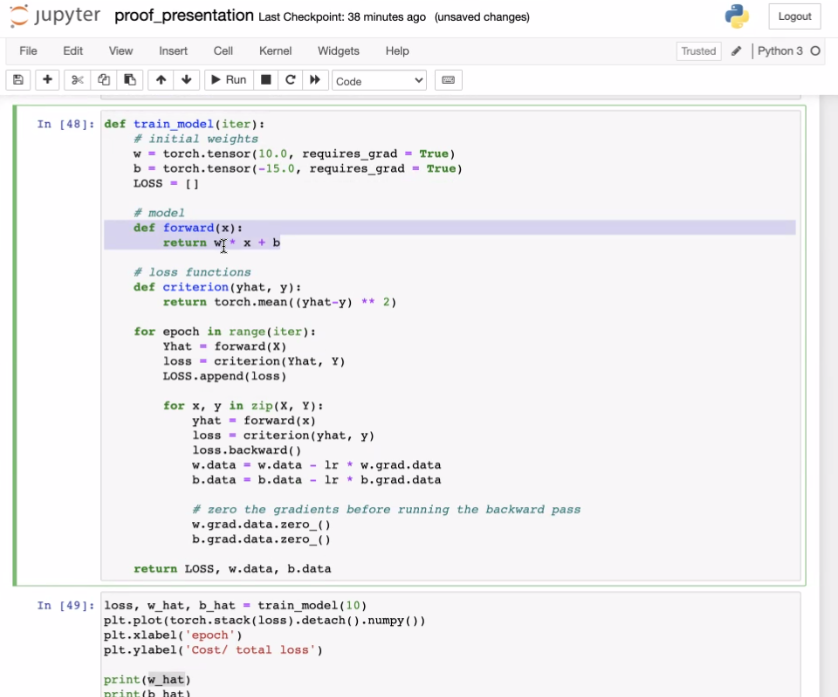 jupyter proof_presentation Last Checkpoint: 38 minutes ago (unsaved changes) Logout
File Edit View Insert Cell Kernel Widgets Help Trusted Python 3
Run Code
In [48]: def train_model(iter):
# initial weights
w = torch.tensor(10.0, requires_grad = True)
b = torch.tensor(-15.0, requires_grad = True)
LOSS = []
# model
def forward(x):
return w * x + b
# loss functions
def criterion(yhat, y):
return torch.mean((yhat-y) ** 2)
for epoch in range(iter):
Yhat = forward(X)
loss = criterion(Yhat, Y)
LOSS.append(loss)
for x, y in zip(X, Y):
yhat = forward(x)
loss = criterion(yhat, y)
loss.backward()
w.data = w.data - lr * w.grad.data
b.data = b.data - lr * b.grad.data
# zero the gradients before running the backward pass
w.grad.data.zero_()
b.grad.data.zero_()
return LOSS, w.data, b.data
In [49]: loss, w_hat, b_hat = train_model(10)
plt.plot(torch.stack(loss).detach().numpy())
plt.xlabel('epoch')
plt.ylabel('Cost/ total loss')
print(w_hat)
print(b_hat)